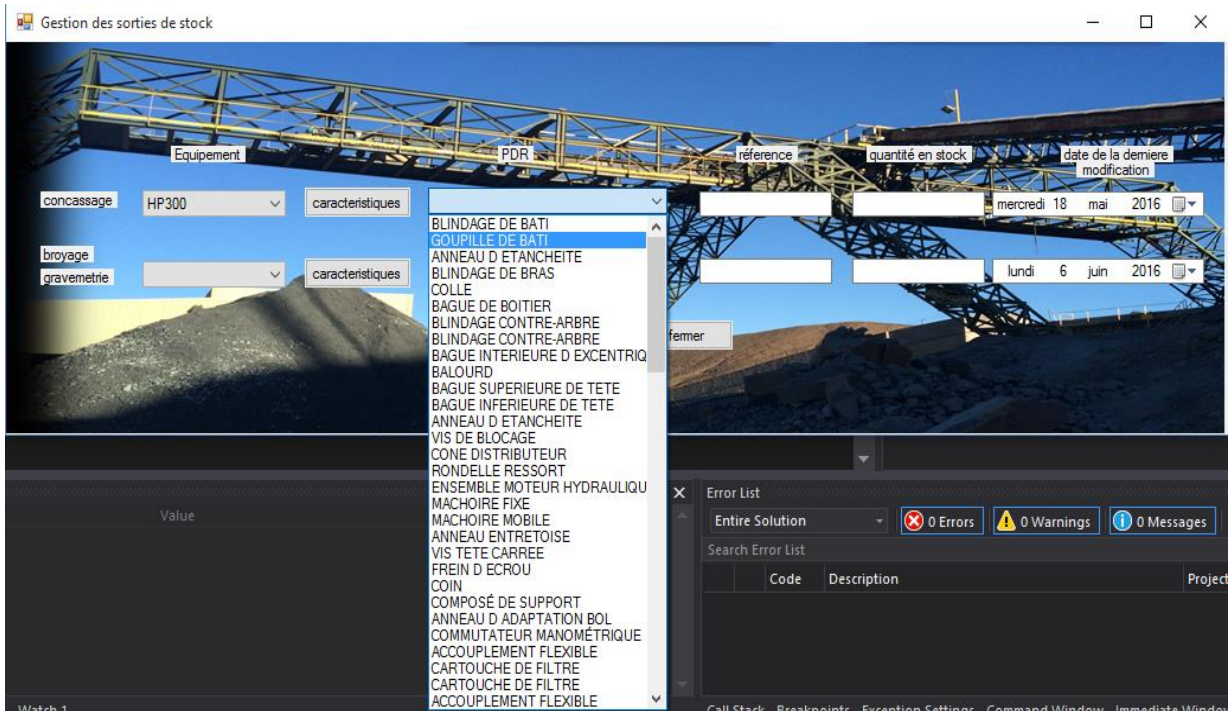 Gestion des sorties de stock
Equipement
PDR
réference
quantité en stock
date de la derniere
modification
concassage
HP300
caracteristiques
mercredi 18 mai 2016
broyage
gravemetrie
caracteristiques
lundi 6 juin 2016
fermer
BLINDAGE DE BATI
GOUPILLE DE BATI
ANNEAU D ETANCHEITE
BLINDAGE DE BRAS
COLLE
BAGUE DE BOITIER
BLINDAGE CONTRE-ARBRE
BLINDAGE CONTRE-ARBRE
BAGUE INTERIEURE D EXCENTRIQ
BALOURD
BAGUE SUPERIEURE DE TETE
BAGUE INFERIEURE DE TETE
ANNEAU D ETANCHEITE
VIS DE BLOCAGE
CONE DISTRIBUTEUR
RONDELLE RESSORT
ENSEMBLE MOTEUR HYDRAULIQU
MACHOIRE FIXE
MACHOIRE MOBILE
ANNEAU ENTRETOISE
VIS TETE CARREE
FREIN D ECROU
COIN
COMPOSÉ DE SUPPORT
ANNEAU D ADAPTATION BOL
COMMUTATEUR MANOMÉTRIQUE
ACCOUPLEMENT FLEXIBLE
CARTOUCHE DE FILTRE
CARTOUCHE DE FILTRE
ACCOUPLEMENT FLEXIBLE
Value
Error List
Entire Solution
0 Errors
0 Warnings
0 Messages
Search Error List
Code
Description
Project
Watch 1
Call Stack Breakpoints Exception Settings Command Window Immediate Window